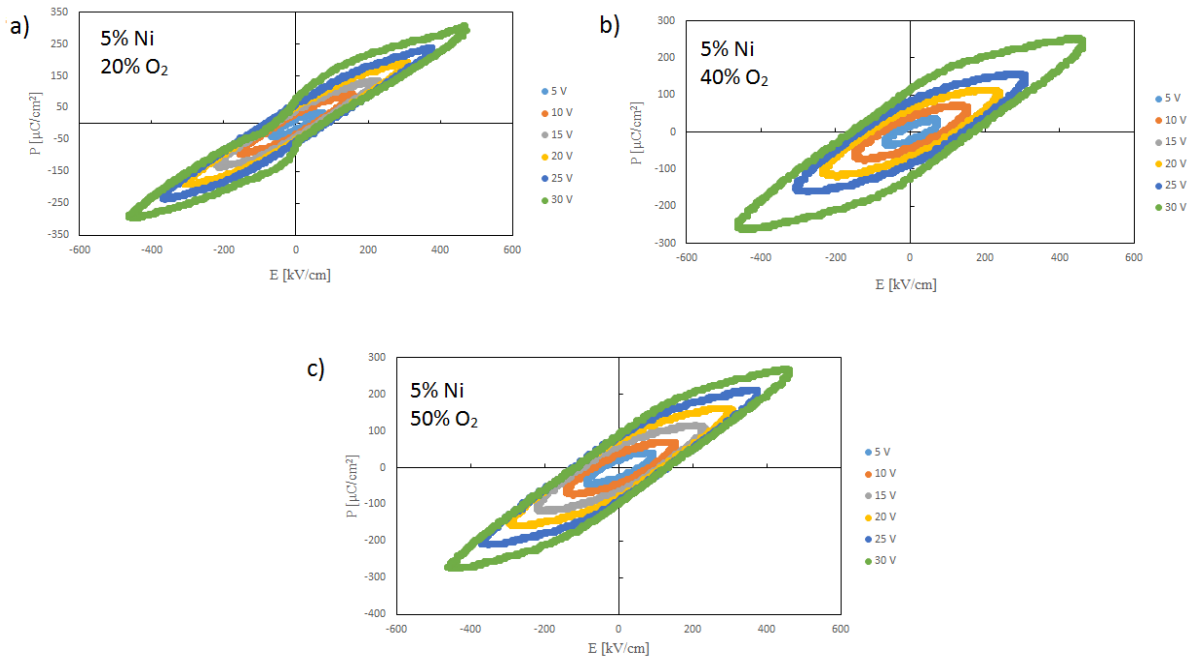 a)
5% Ni
20% O₂
350
250
150
50
-50
-150
-250
-350
-600
-400
-200
0
200
400
600
P [µC/cm²]
E [kV/cm]
5 V
10 V
15 V
20 V
25 V
30 V
b)
5% Ni
40% O₂
300
200
100
0
-100
-200
-300
-600
-400
-200
0
200
400
600
P [µC/cm²]
E [kV/cm]
5 V
10 V
15 V
20 V
25 V
30 V
c)
5% Ni
50% O₂
300
200
100
0
-100
-200
-300
-400
-600
-400
-200
0
200
400
600
P [µC/cm²]
E [kV/cm]
5 V
10 V
15 V
20 V
25 V
30 V